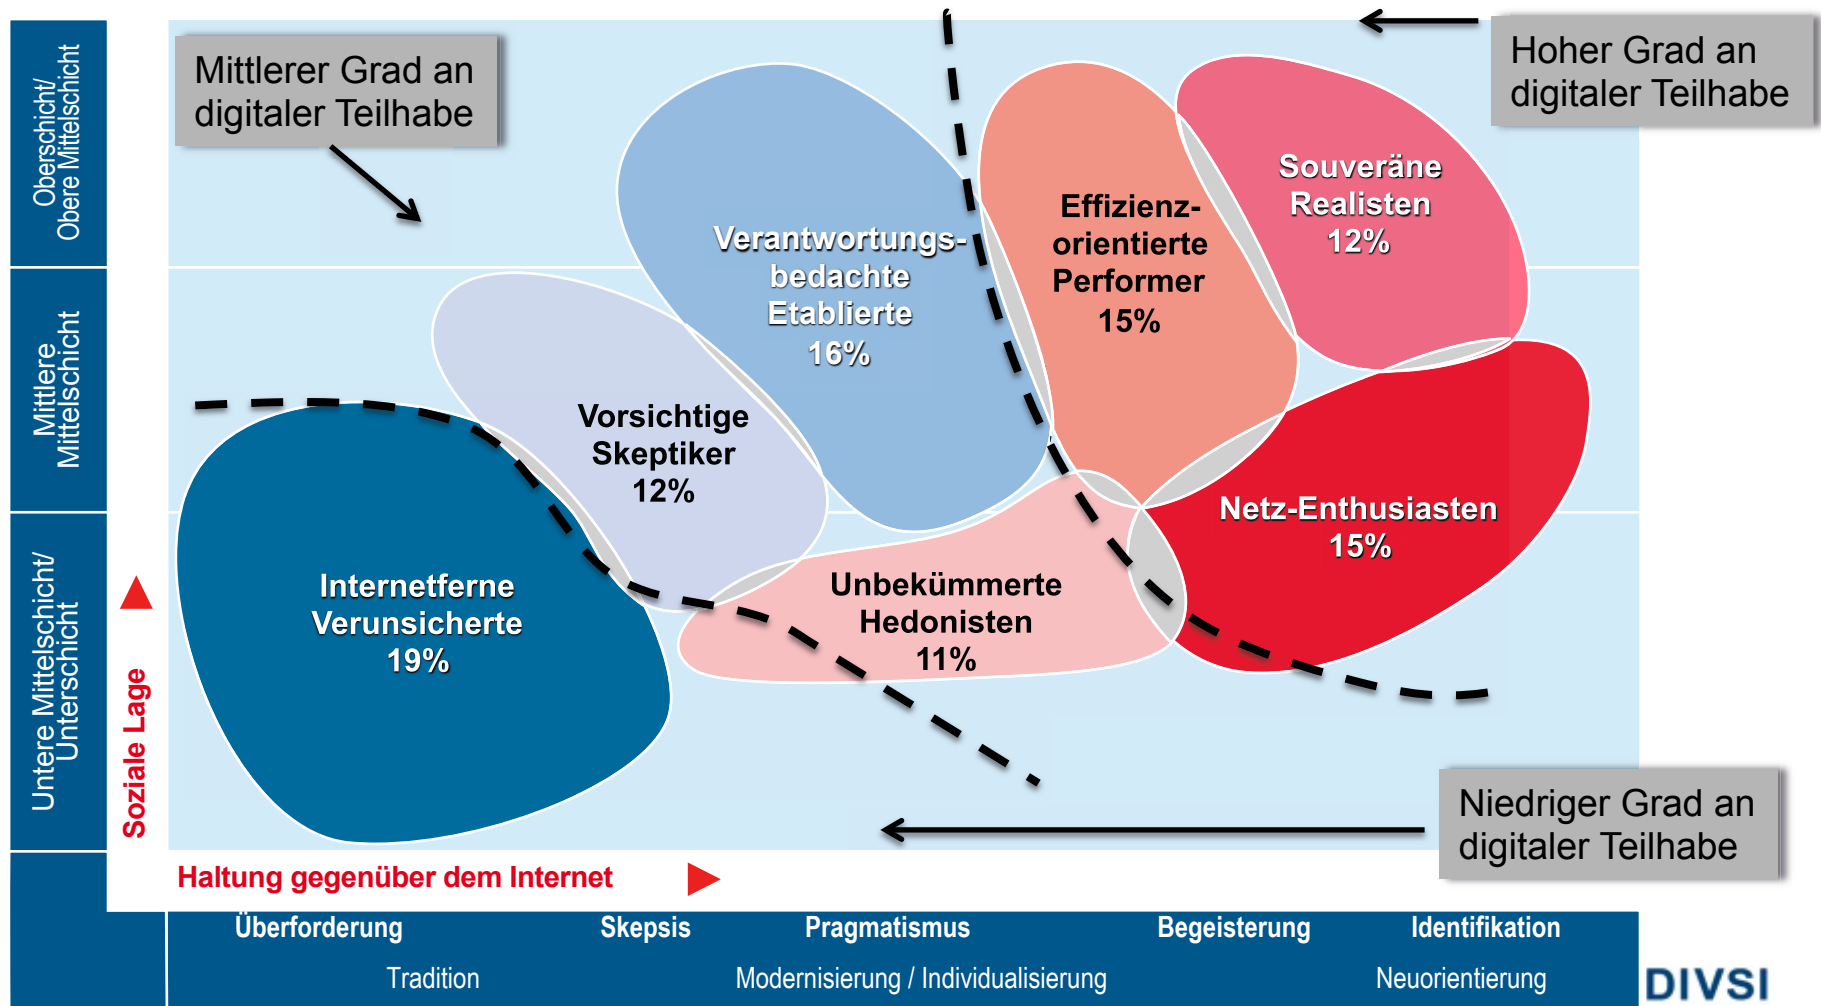 Mittlerer Grad an
digitaler Teilhabe
Hoher Grad an
digitaler Teilhabe
Oberschicht/
Obere Mittelschicht
Mittlere
Mittelschicht
Untere Mittelschicht/
Unterschicht
Soziale Lage
Souveräne
Realisten
12%
Effizienz-
orientierte
Performer
15%
Verantwortungs-
bedachte
Etablierte
16%
Vorsichtige
Skeptiker
12%
Netz-Enthusiasten
15%
Unbekümmerte
Hedonisten
11%
Internetferne
Verunsicherte
19%
Niedriger Grad an
digitaler Teilhabe
Haltung gegenüber dem Internet
Überforderung Skepsis Pragmatismus Begeisterung Identifikation
Tradition Modernisierung / Individualisierung Neuorientierung
DIVSI